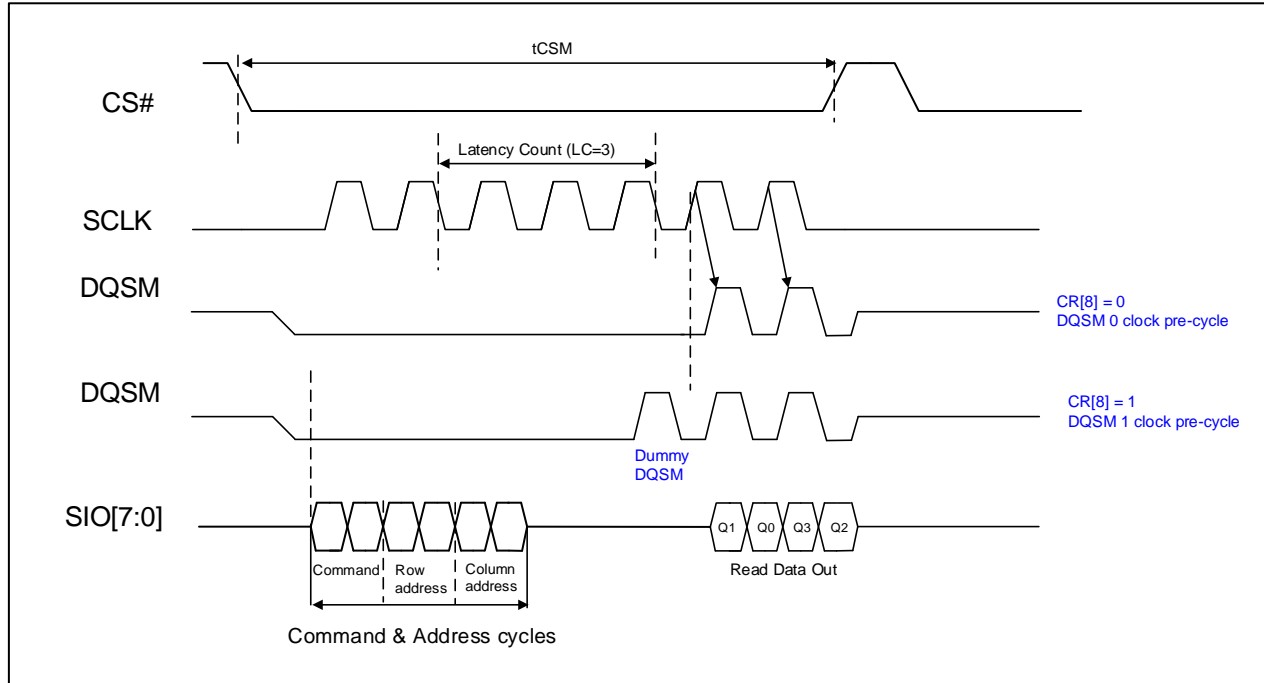 tCSM
CS#
Latency Count (LC=3)
SCLK
DQSM
CR[8] = 0
DQSM 0 clock pre-cycle
DQSM
CR[8] = 1
DQSM 1 clock pre-cycle
Dummy
DQSM
SIO[7:0]
Q1 Q0 Q3 Q2
Command
Row
address
Column
address
Read Data Out
Command & Address cycles